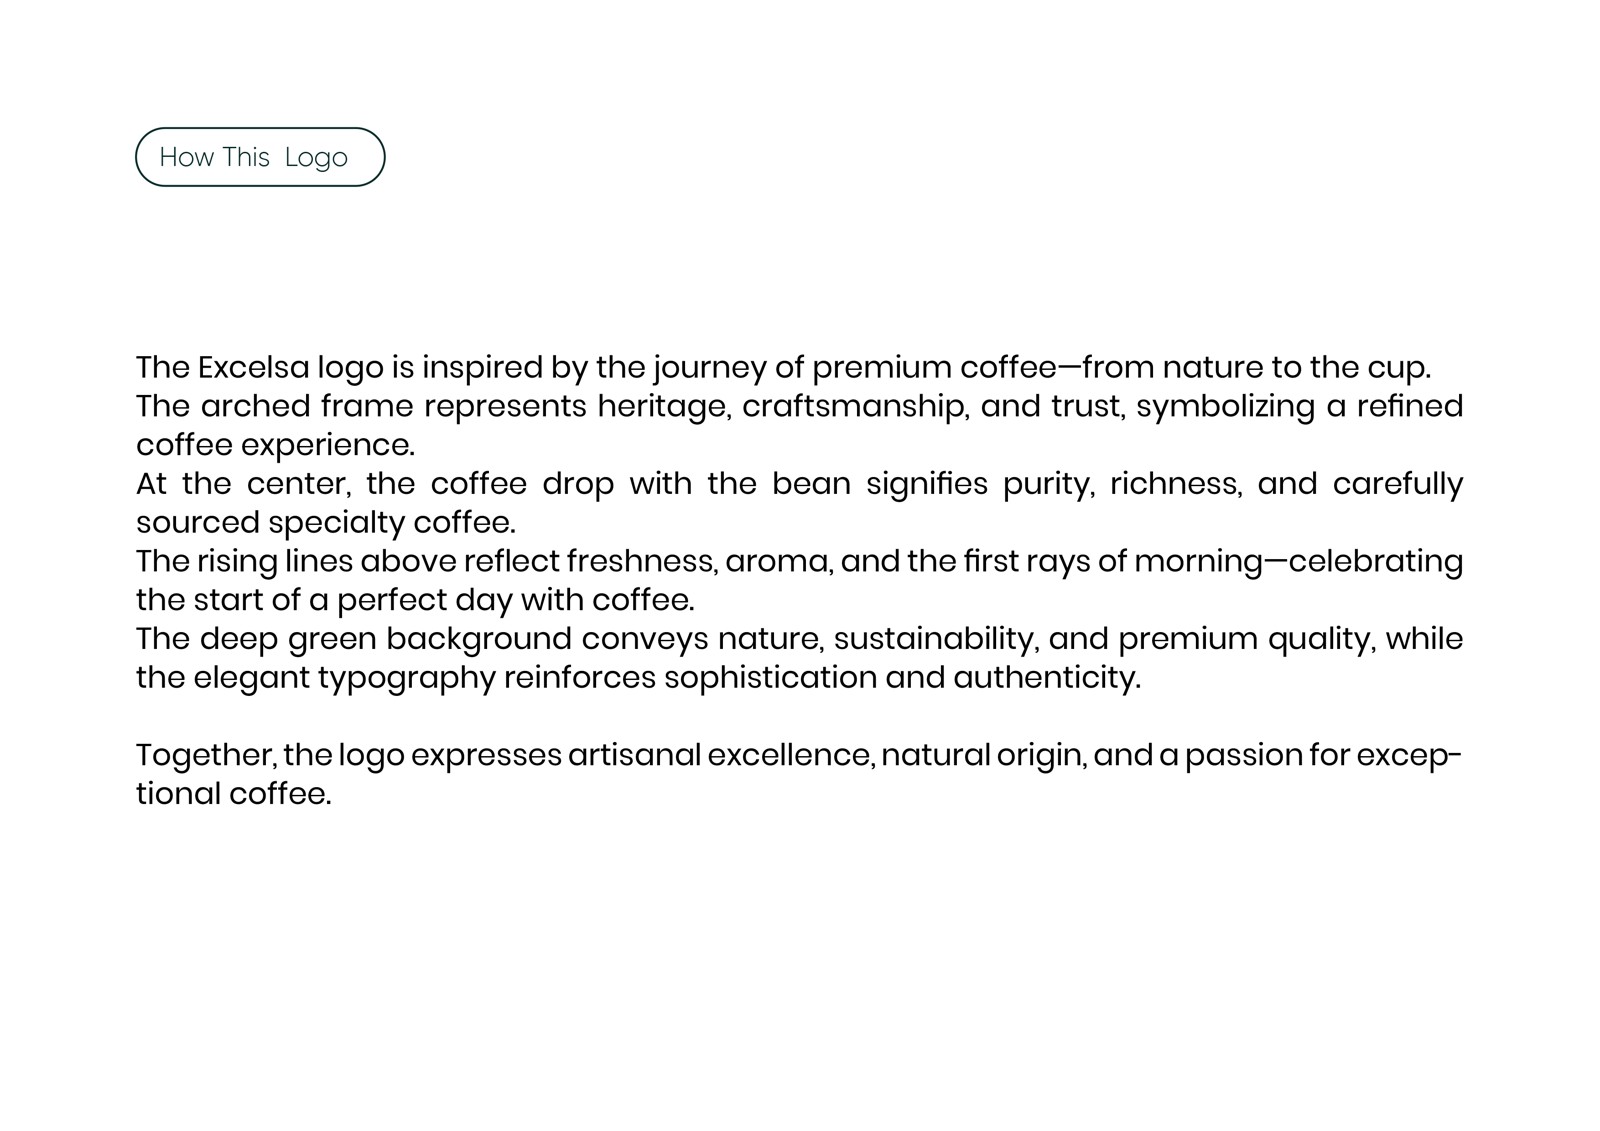 How This Logo
The Excelsa logo is inspired by the journey of premium coffee—from nature to the cup.
The arched frame represents heritage, craftsmanship, and trust, symbolizing a refined
coffee experience.
At the center, the coffee drop with the bean signifies purity, richness, and carefully
sourced specialty coffee.
The rising lines above reflect freshness, aroma, and the first rays of morning—celebrating
the start of a perfect day with coffee.
The deep green background conveys nature, sustainability, and premium quality, while
the elegant typography reinforces sophistication and authenticity.
Together, the logo expresses artisanal excellence, natural origin, and a passion for excep-
tional coffee.